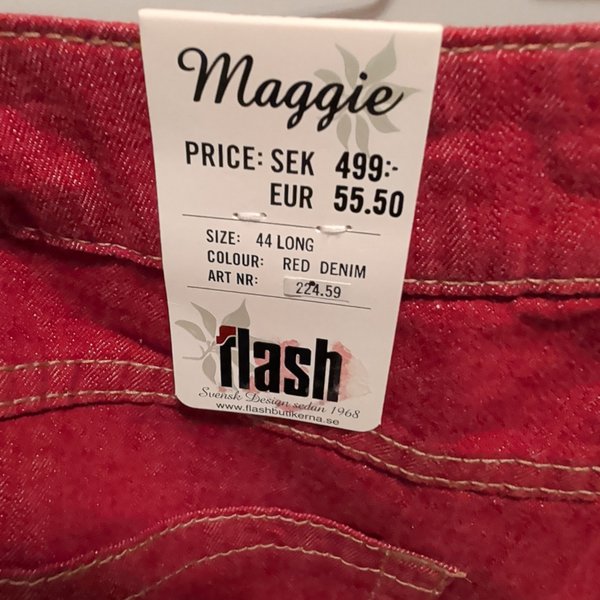 Maggie
PRICE: SEK 499:-
EUR 55.50
SIZE: 44 LONG
COLOUR: RED DENIM
ART NR: 224.59
flash
Svensk Design sedan 1968
www.flashbutikerna.se